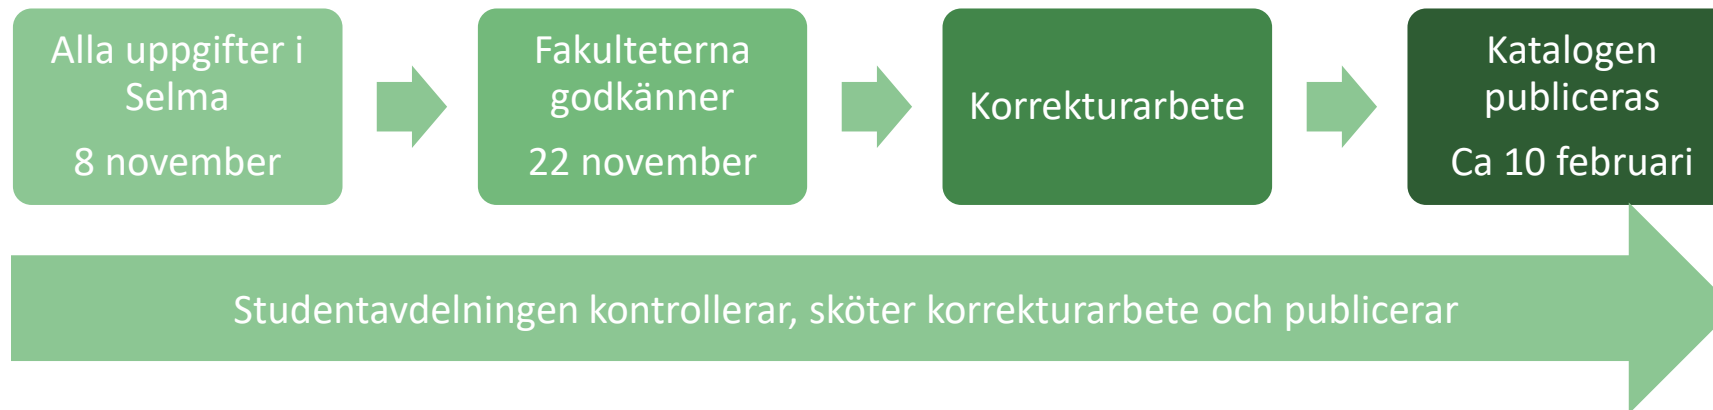 Alla uppgifter i
Selma
8 november
Fakulteterna
godkänner
22 november
Korrekturarbete
Katalogen
publiceras
Ca 10 februari
Studentavdelningen kontrollerar, sköter korrekturarbete och publicerar